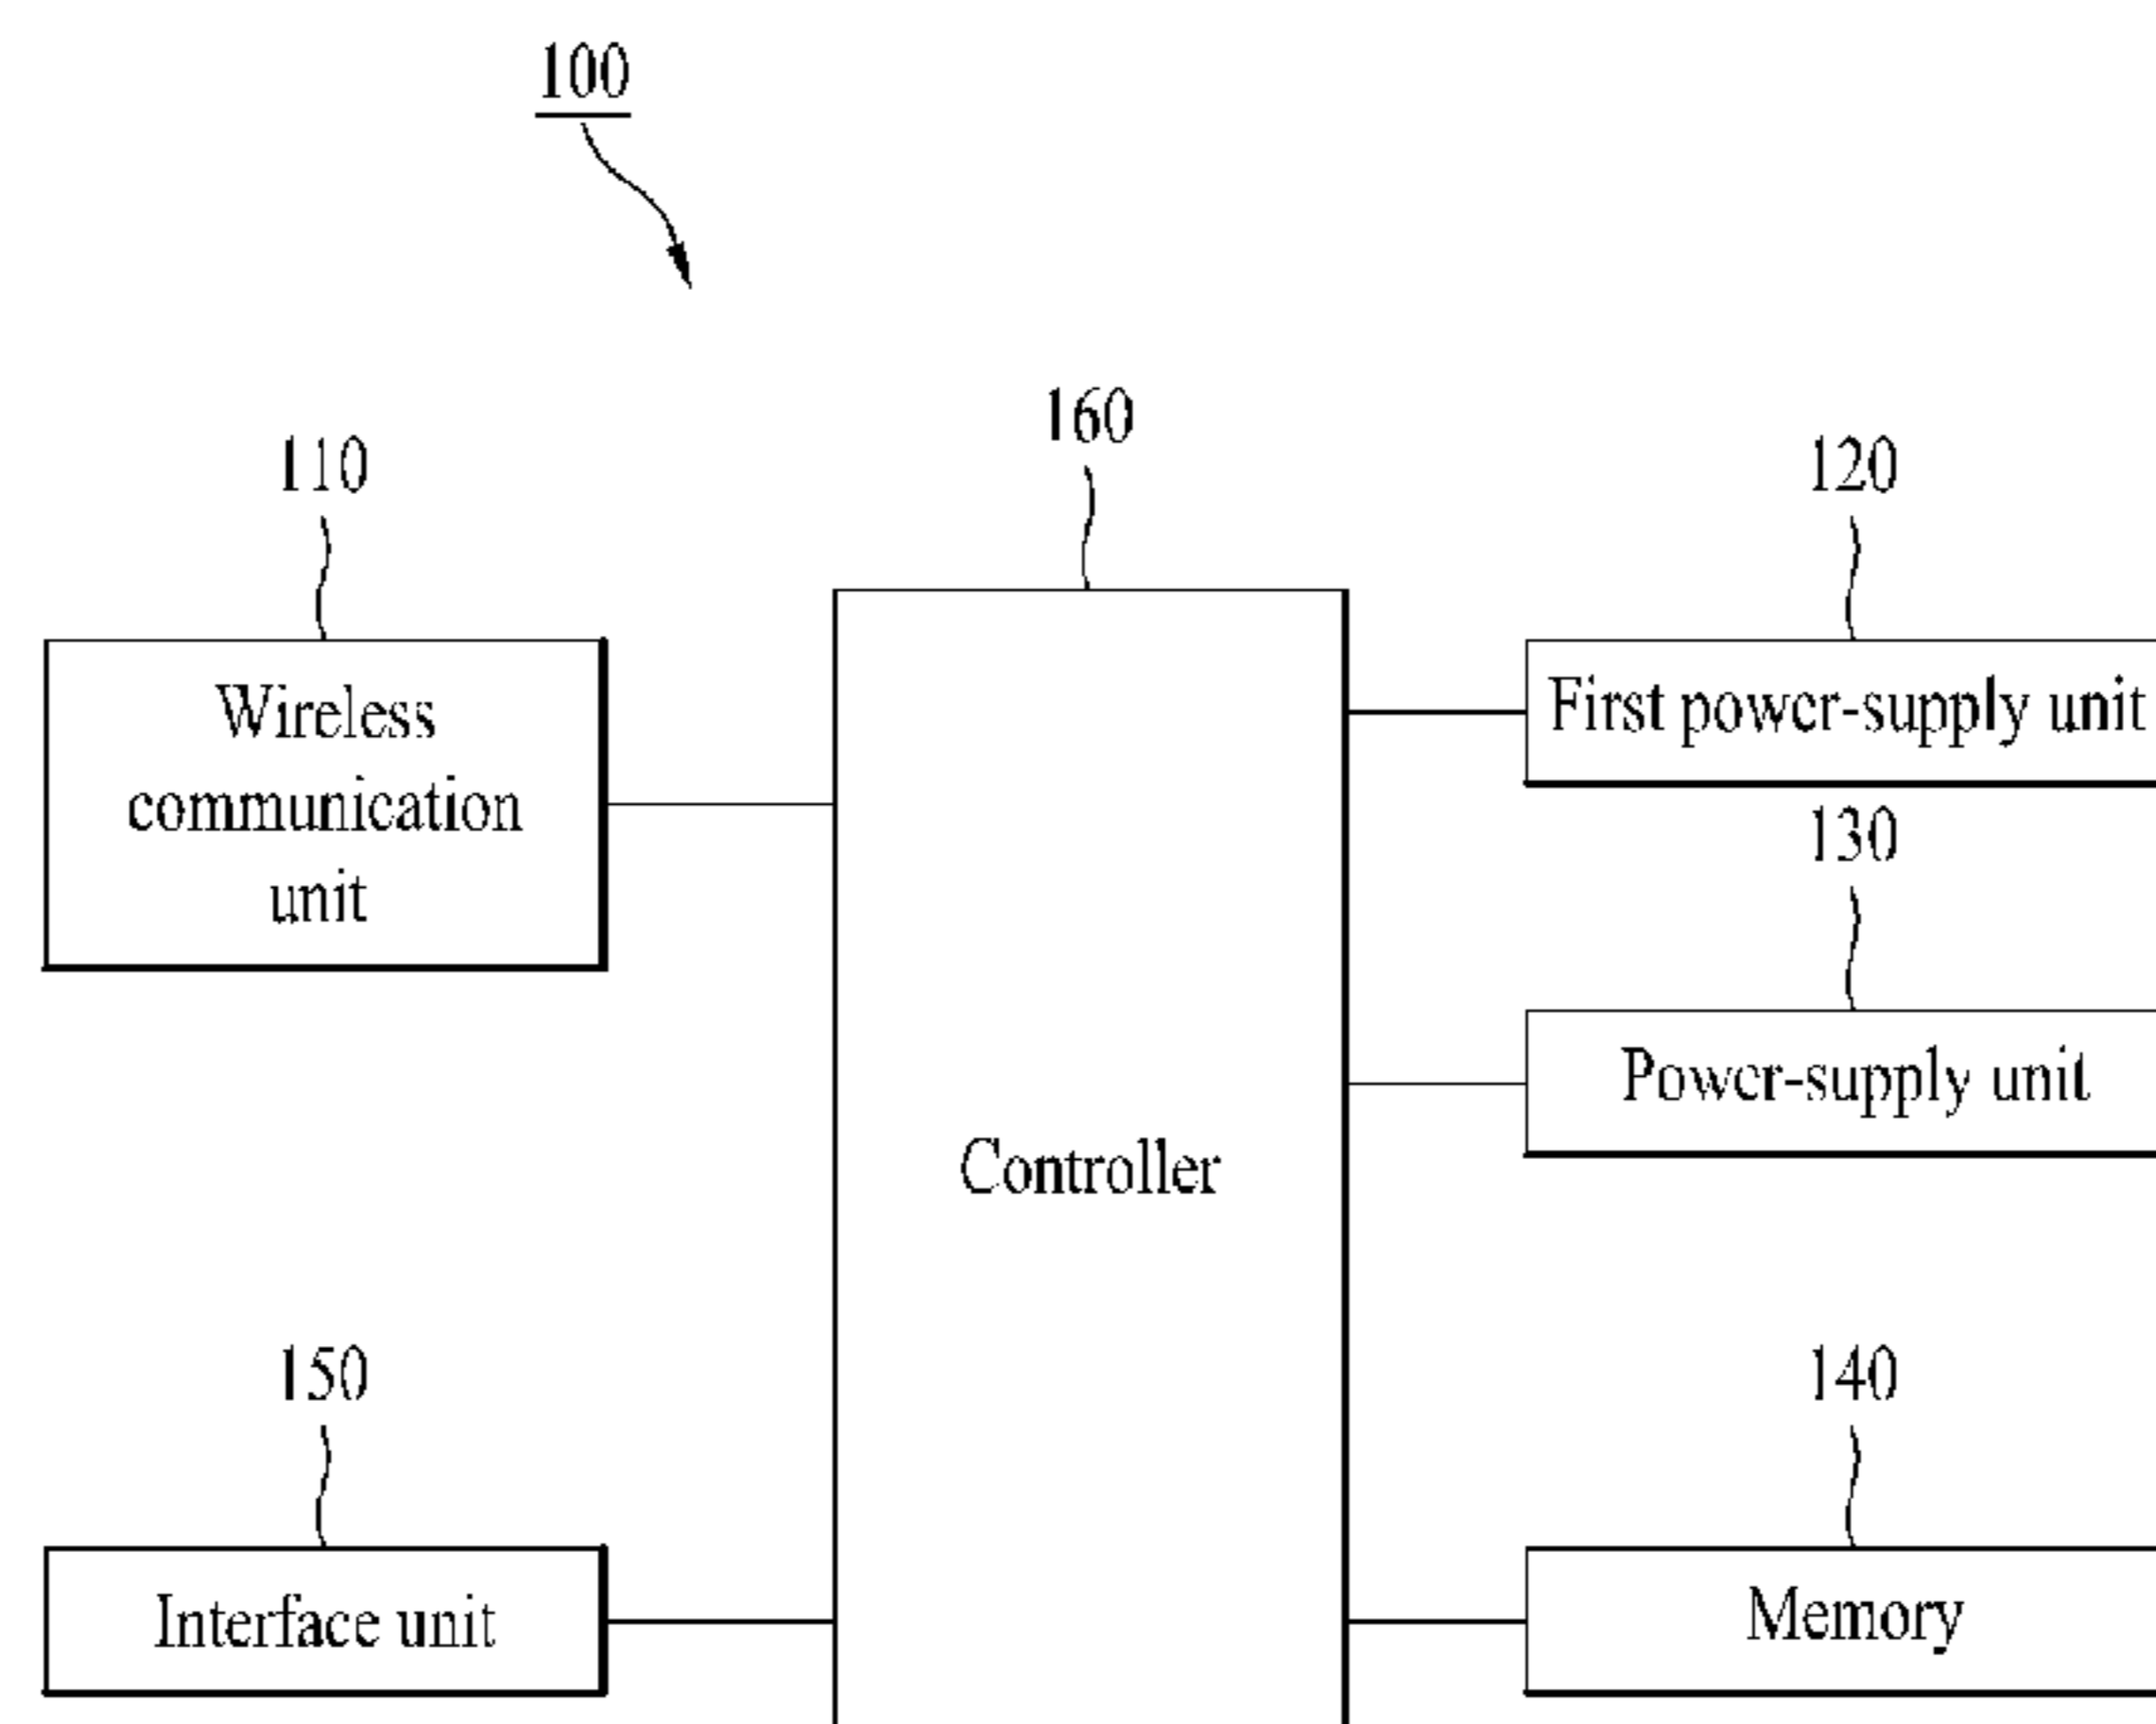 100
160
110
120
Wireless
communication
unit
First power-supply unit
130
Power-supply unit
Controller
150
140
Interface unit
Memory